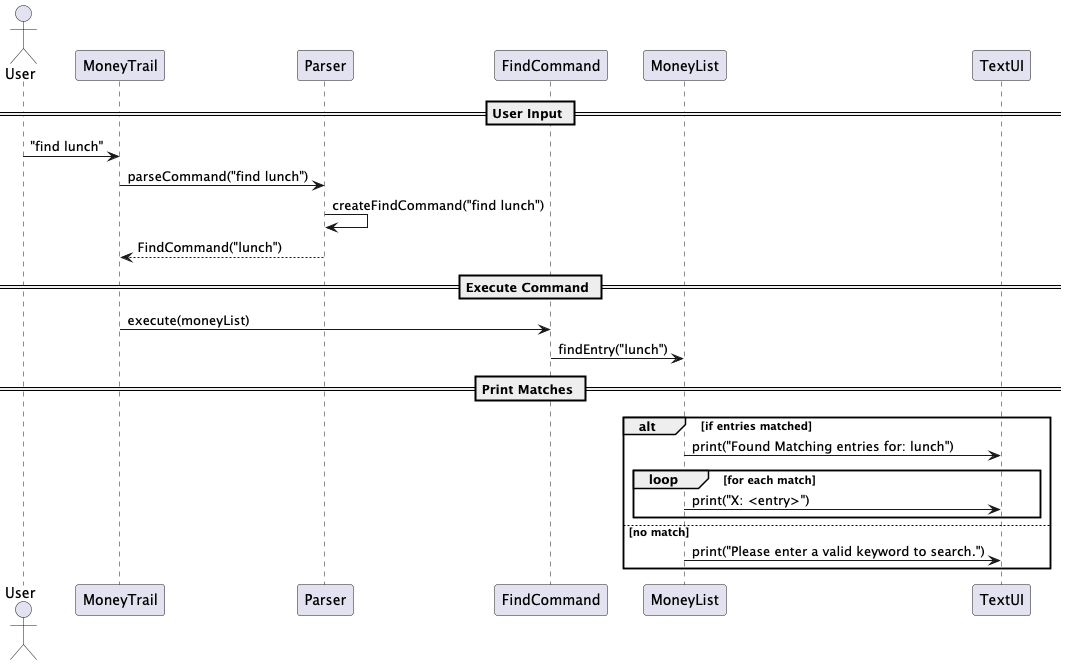 User
MoneyTrail
Parser
FindCommand
MoneyList
TextUI
User Input
"find lunch"
parseCommand("find lunch")
createFindCommand("find lunch")
FindCommand("lunch")
Execute Command
execute(moneyList)
findEntry("lunch")
Print Matches
alt
[if entries matched]
print("Found Matching entries for: lunch")
loop
[for each match]
print("X: <entry>")
[no match]
print("Please enter a valid keyword to search.")
User
MoneyTrail
Parser
FindCommand
MoneyList
TextUI